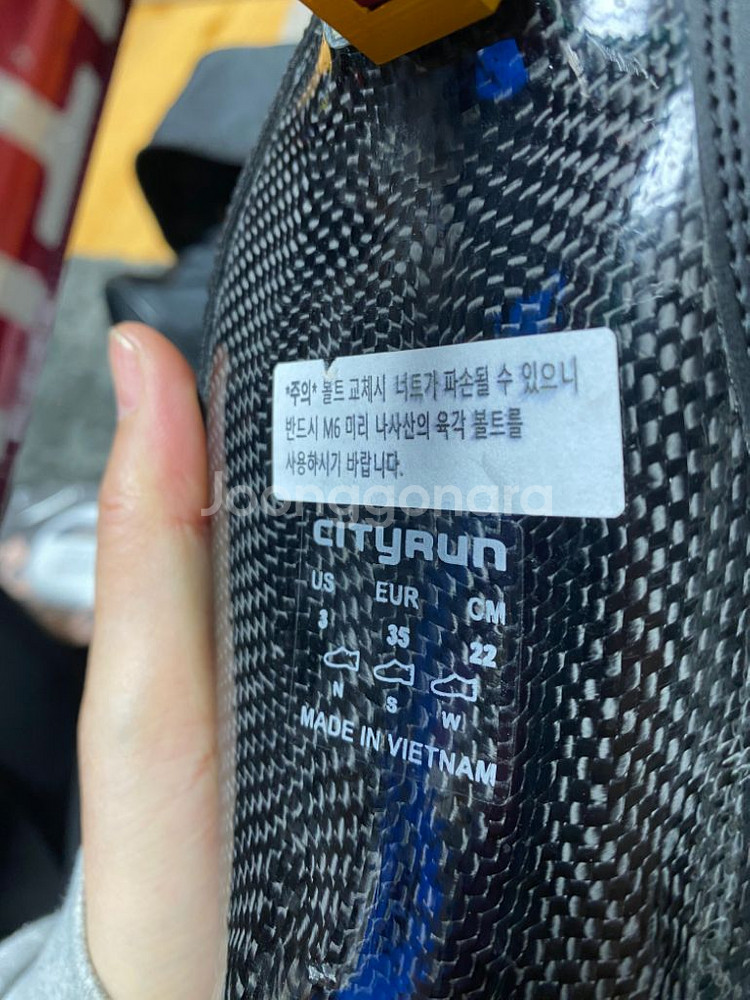 *주의* 볼트 교체시 너트가 파손될 수 있으니
반드시 M6 미리 나사산의 육각 볼트를
사용하시기 바랍니다.
Joonggonara
CITYRUN
US EUR CM
3 35 22
N S W
MADE IN VIETNAM